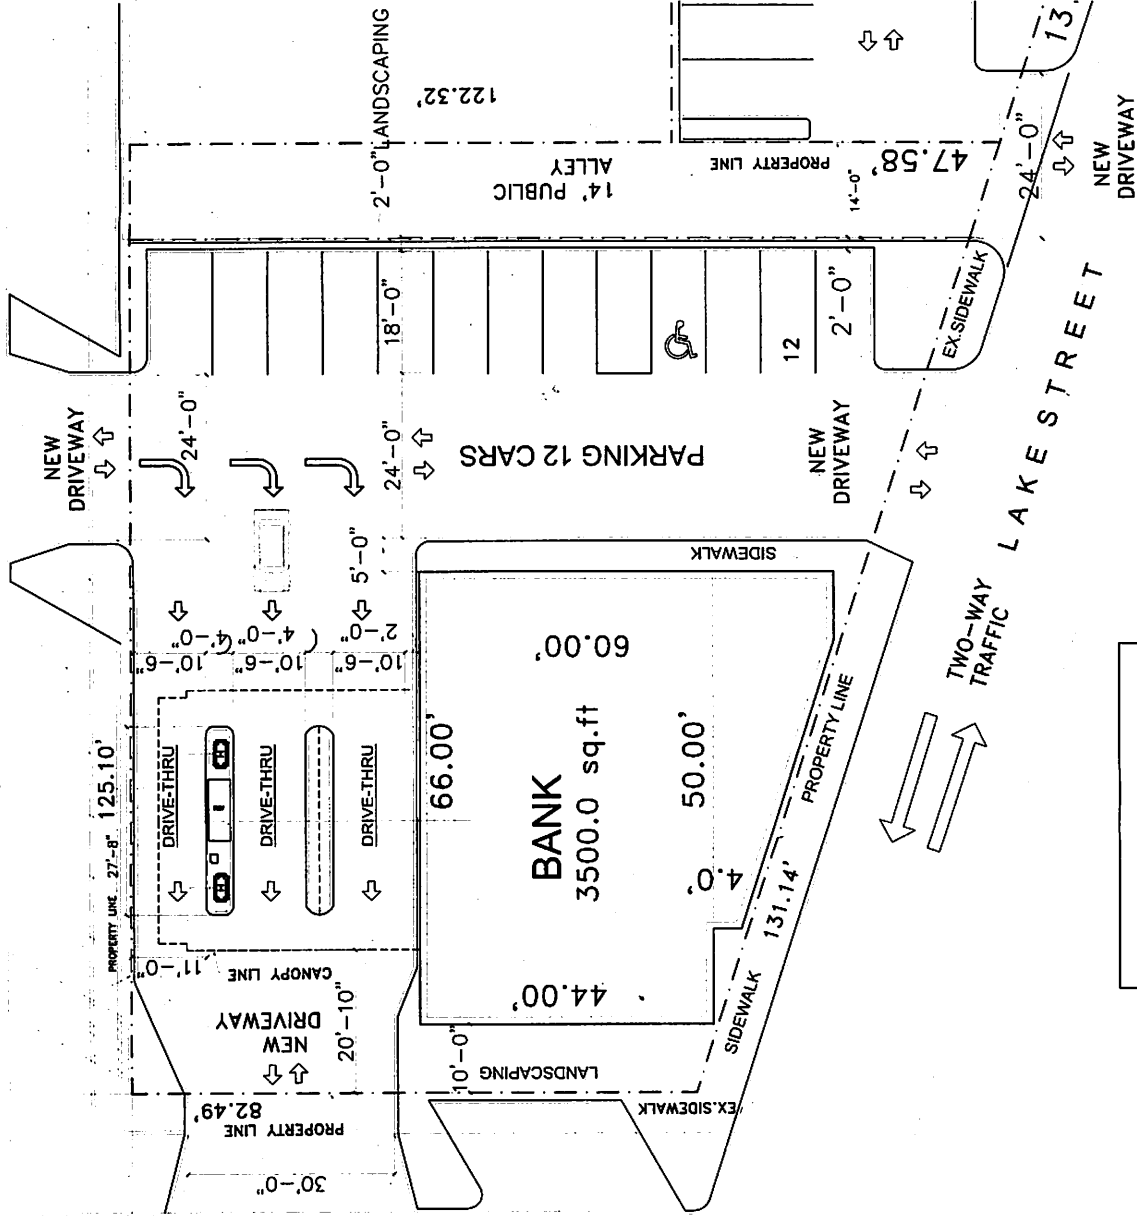 2'-0" LANDSCAPING
122.32'
13
14' PUBLIC
ALLEY
PROPERTY LINE
47.58'
14'-0"
24'-0"
NEW
DRIVEWAY
18'-0"
12
2'-0"
EX.SIDEWALK
LAKE STREET
NEW
DRIVEWAY
24'-0"
24'-0"
PARKING 12 CARS
NEW
DRIVEWAY
5'-0"
SIDEWALK
TWO-WAY
TRAFFIC
4'-0"
4'-0"
2'-0"
10'-6"
10'-6"
10'-6"
60.00'
PROPERTY LINE 27'-8" 125.10'
DRIVE-THRU
DRIVE-THRU
DRIVE-THRU
66.00'
BANK
3500.0 sq.ft
50.00'
PROPERTY LINE
4.0'
131.14'
SIDEWALK
11'-0"
CANOPY LINE
44.00'
NEW
DRIVEWAY
20'-10"
10'-0"
LANDSCAPING
EX.SIDEWALK
82.49'
PROPERTY LINE
30'-0"